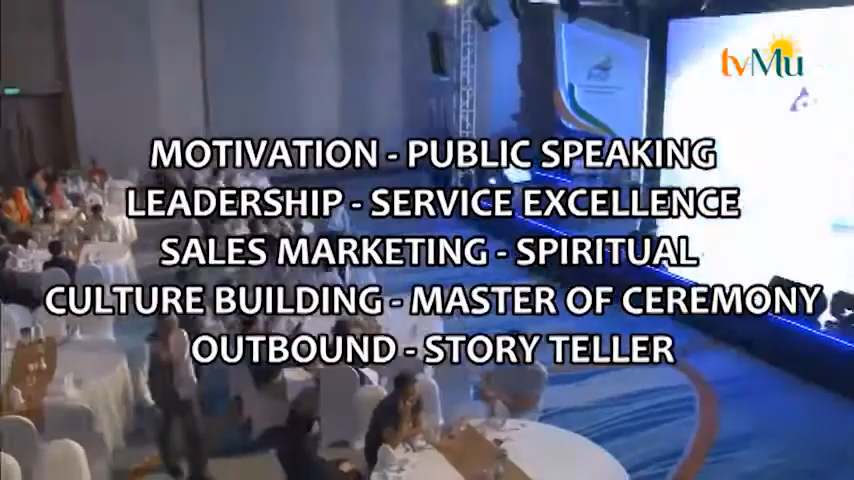 tvMu
MOTIVATION - PUBLIC SPEAKING
LEADERSHIP - SERVICE EXCELLENCE
SALES MARKETING - SPIRITUAL
CULTURE BUILDING - MASTER OF CEREMONY
OUTBOUND - STORY TELLER